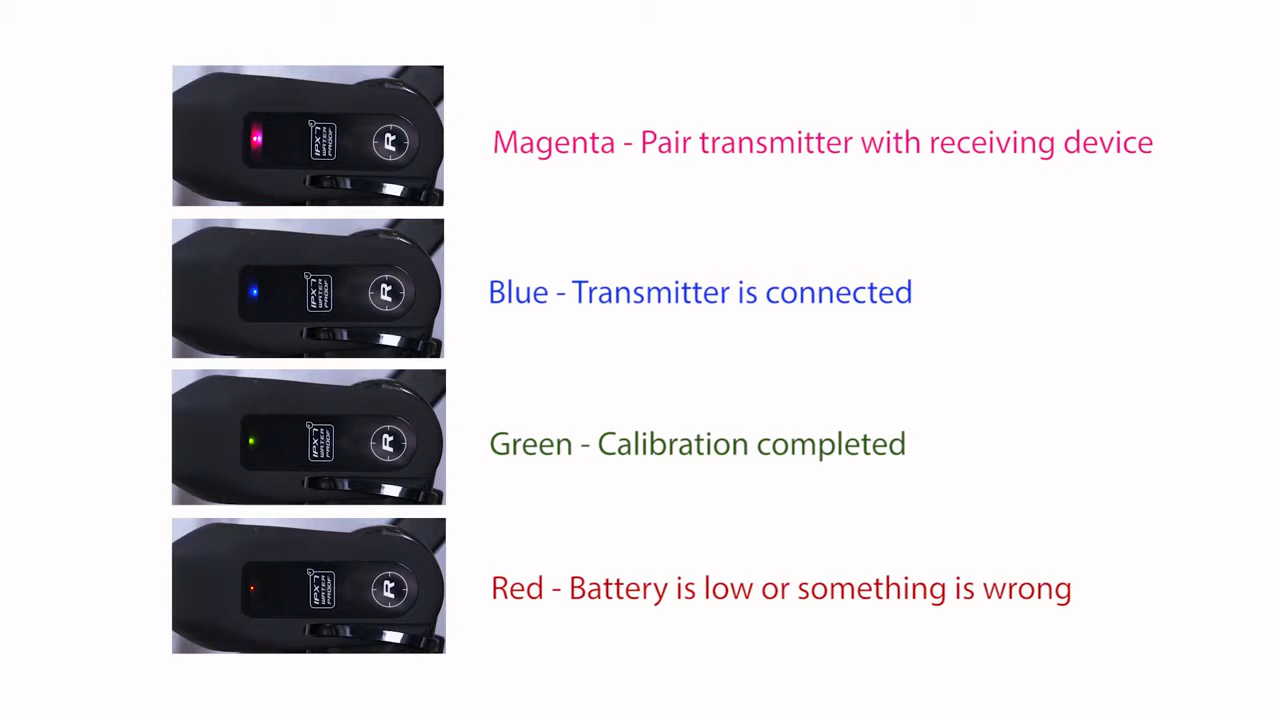 IPX7
WATER
PROOF
R
Magenta - Pair transmitter with receiving device
IPX7
WATER
PROOF
R
Blue - Transmitter is connected
IPX7
WATER
PROOF
R
Green - Calibration completed
IPX7
WATER
PROOF
R
Red - Battery is low or something is wrong